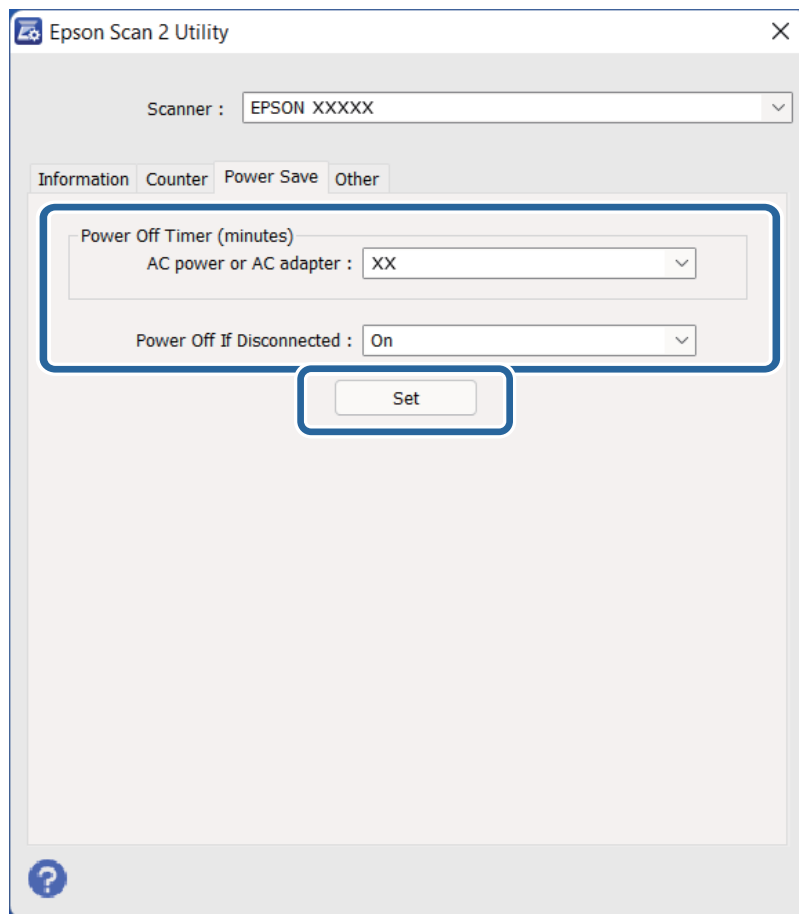 Epson Scan 2 Utility
Scanner : EPSON XXXXX
Information Counter Power Save Other
Power Off Timer (minutes)
AC power or AC adapter : XX
Power Off If Disconnected : On
Set
?